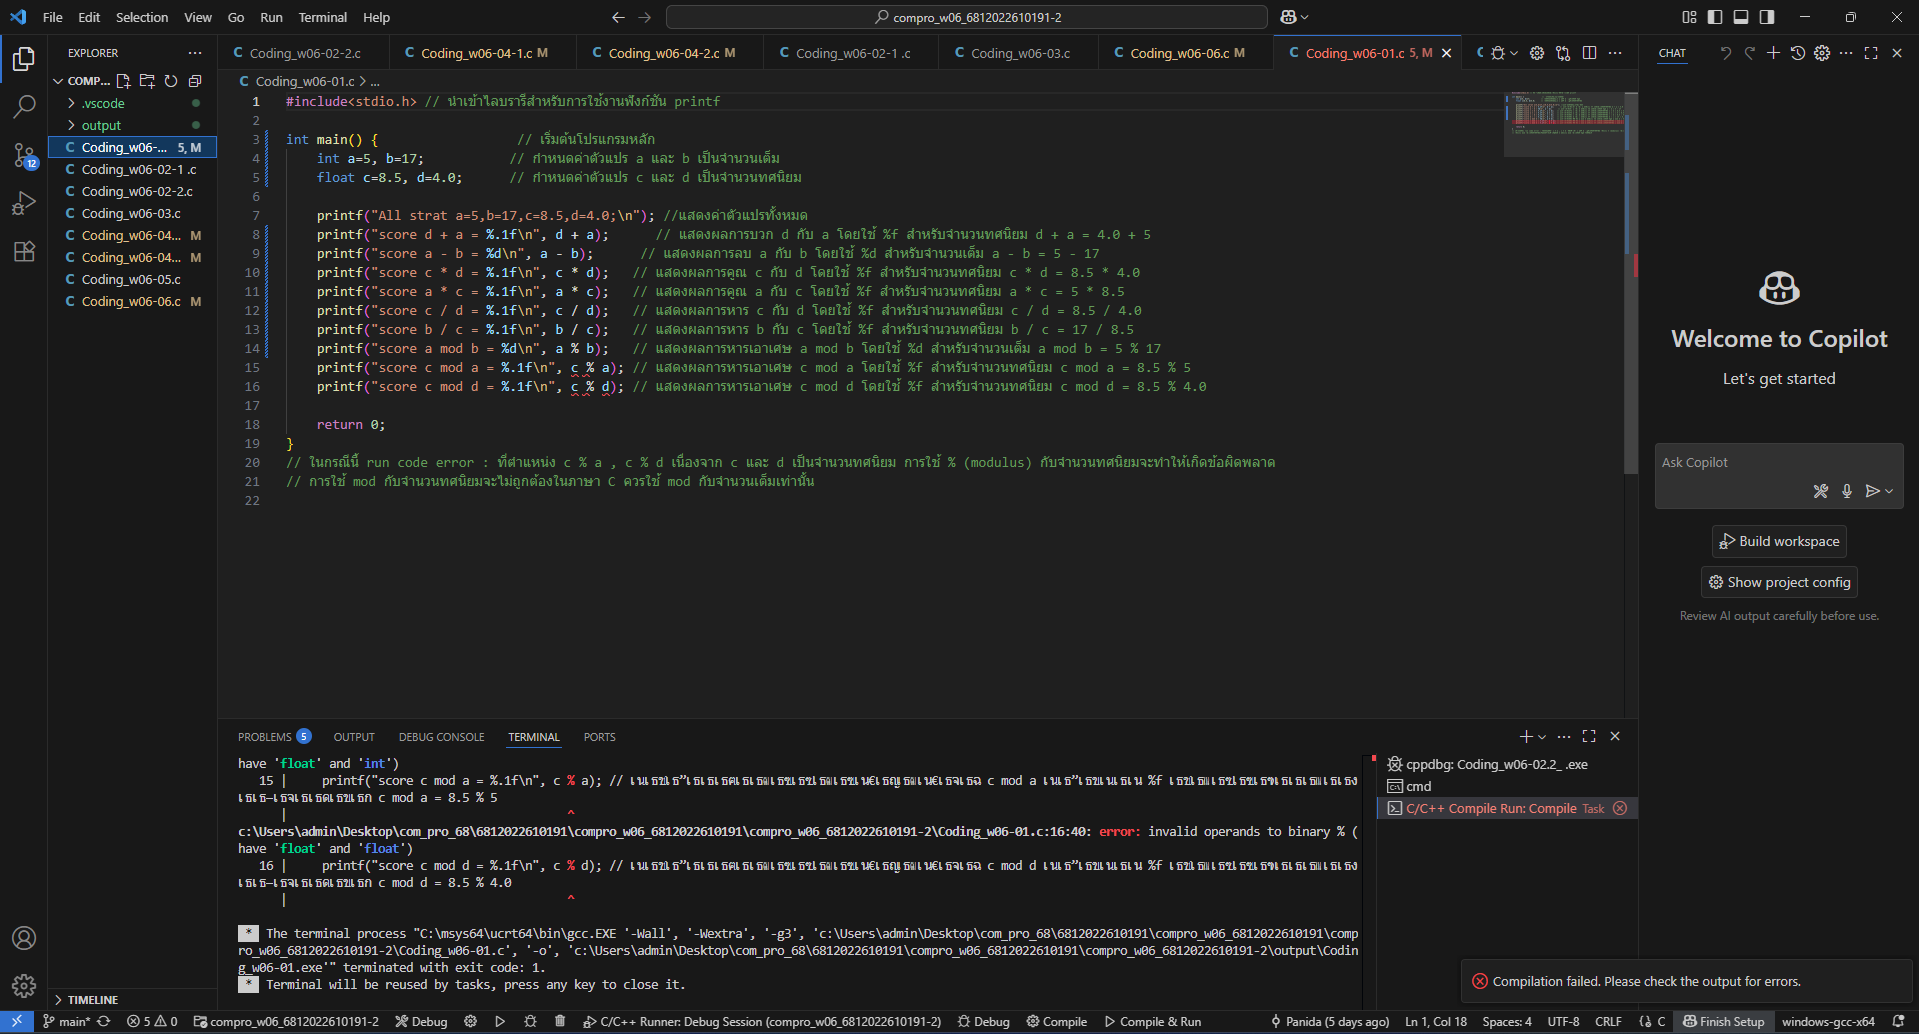 File Edit Selection View Go Run Terminal Help
compro_w06_6812022610191-2
EXPLORER
COMP...
.vscode
output
Coding_w06-... 5, M
Coding_w06-02-1 .c
Coding_w06-02-2.c
Coding_w06-03.c
Coding_w06-04... M
Coding_w06-04... M
Coding_w06-05.c
Coding_w06-06.c M
TIMELINE
C Coding_w06-02-2.c C Coding_w06-04-1.c M C Coding_w06-04-2.c M C Coding_w06-02-1 .c C Coding_w06-03.c C Coding_w06-06.c M C Coding_w06-01.c 5, M
C Coding_w06-01.c > ...
1 #include<stdio.h> // นำเข้าไลบรารีสำหรับการใช้งานฟังก์ชัน printf
2
3 int main() { // เริ่มต้นโปรแกรมหลัก
4 int a=5, b=17; // กำหนดค่าตัวแปร a และ b เป็นจำนวนเต็ม
5 float c=8.5, d=4.0; // กำหนดค่าตัวแปร c และ d เป็นจำนวนทศนิยม
6
7 printf("All strat a=5,b=17,c=8.5,d=4.0;\n"); //แสดงค่าตัวแปรทั้งหมด
8 printf("score d + a = %.1f\n", d + a); // แสดงผลการบวก d กับ a โดยใช้ %f สำหรับจำนวนทศนิยม d + a = 4.0 + 5
9 printf("score a - b = %d\n", a - b); // แสดงผลการลบ a กับ b โดยใช้ %d สำหรับจำนวนเต็ม a - b = 5 - 17
10 printf("score c * d = %.1f\n", c * d); // แสดงผลการคูณ c กับ d โดยใช้ %f สำหรับจำนวนทศนิยม c * d = 8.5 * 4.0
11 printf("score a * c = %.1f\n", a * c); // แสดงผลการคูณ a กับ c โดยใช้ %f สำหรับจำนวนทศนิยม a * c = 5 * 8.5
12 printf("score c / d = %.1f\n", c / d); // แสดงผลการหาร c กับ d โดยใช้ %f สำหรับจำนวนทศนิยม c / d = 8.5 / 4.0
13 printf("score b / c = %.1f\n", b / c); // แสดงผลการหาร b กับ c โดยใช้ %f สำหรับจำนวนทศนิยม b / c = 17 / 8.5
14 printf("score a mod b = %d\n", a % b); // แสดงผลการหารเอาเศษ a mod b โดยใช้ %d สำหรับจำนวนเต็ม a mod b = 5 % 17
15 printf("score c mod a = %.1f\n", c % a); // แสดงผลการหารเอาเศษ c mod a โดยใช้ %f สำหรับจำนวนทศนิยม c mod a = 8.5 % 5
16 printf("score c mod d = %.1f\n", c % d); // แสดงผลการหารเอาเศษ c mod d โดยใช้ %f สำหรับจำนวนทศนิยม c mod d = 8.5 % 4.0
17
18 return 0;
19 }
20 // ในกรณีนี้ run code error : ที่ตำแหน่ง c % a , c % d เนื่องจาก c และ d เป็นจำนวนทศนิยม การใช้ % (modulus) กับจำนวนทศนิยมจะทำให้เกิดข้อผิดพลาด
21 // การใช้ mod กับจำนวนทศนิยมจะไม่ถูกต้องในภาษา C ควรใช้ mod กับจำนวนเต็มเท่านั้น
22
PROBLEMS 5 OUTPUT DEBUG CONSOLE TERMINAL PORTS
have 'float' and 'int')
15 | printf("score c mod a = %.1f\n", c % a); //
c mod a
%f
c mod a = 8.5 % 5
| ^
c:\Users\admin\Desktop\com_pro_68\6812022610191\compro_w06_6812022610191\compro_w06_6812022610191-2\Coding_w06-01.c:16:40: error: invalid operands to binary % (
have 'float' and 'float')
16 | printf("score c mod d = %.1f\n", c % d); //
c mod d
%f
c mod d = 8.5 % 4.0
| ^
* The terminal process "C:\msys64\ucrt64\bin\gcc.EXE '-Wall', '-Wextra', '-g3', 'c:\Users\admin\Desktop\com_pro_68\6812022610191\compro_w06_6812022610191\comp
ro_w06_6812022610191-2\Coding_w06-01.c', '-o', 'c:\Users\admin\Desktop\com_pro_68\6812022610191\compro_w06_6812022610191\compro_w06_6812022610191-2\output\Codin
g_w06-01.exe'" terminated with exit code: 1.
* Terminal will be reused by tasks, press any key to close it.
cppdbg: Coding_w06-02.2_ .exe
cmd
C/C++ Compile Run: Compile Task
CHAT
Welcome to Copilot
Let's get started
Ask Copilot
Build workspace
Show project config
Review AI output carefully before use.
Compilation failed. Please check the output for errors.
12
main* 5 0 compro_w06_6812022610191-2 Debug C/C++ Runner: Debug Session (compro_w06_6812022610191-2) Debug Compile Compile & Run Panida (5 days ago) Ln 1, Col 18 Spaces: 4 UTF-8 CRLF {} C Finish Setup windows-gcc-x64